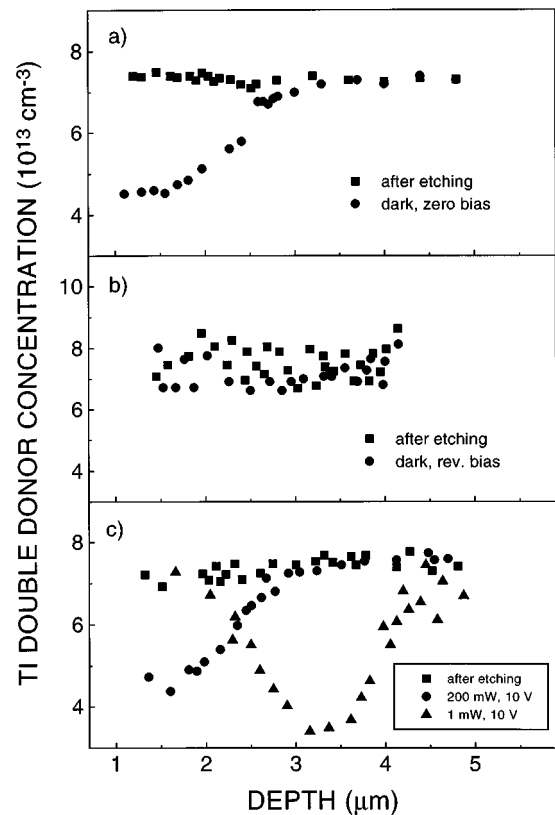 a)
8
6
4
after etching
dark, zero bias
TI DOUBLE DONOR CONCENTRATION (10¹³ cm⁻³)
b)
10
8
6
4
after etching
dark, rev. bias
c)
8
6
4
after etching
200 mW, 10 V
1 mW, 10 V
1 2 3 4 5
DEPTH (μm)